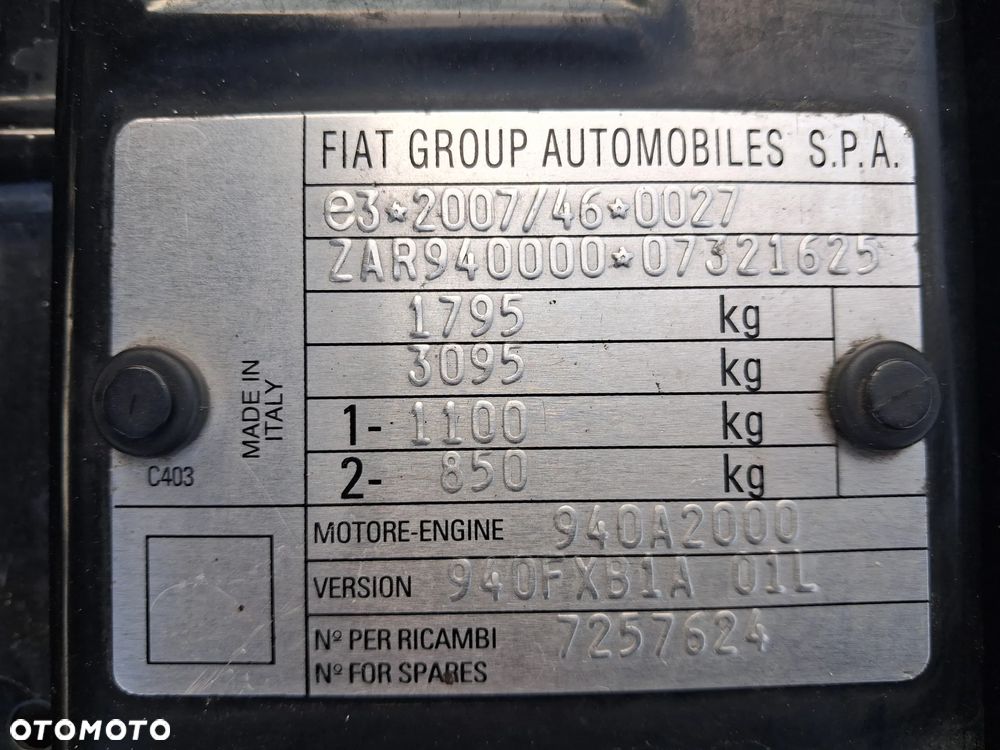 FIAT GROUP AUTOMOBILES S.P.A.
e3*2007/46*0027
ZAR940000*07321625
1795 kg
3095 kg
1- 1100 kg
2- 850 kg
MADE IN
ITALY
C403
MOTORE-ENGINE 940A2000
VERSION 940FXB1A 01L
Nº PER RICAMBI 7257624
Nº FOR SPARES
OTOMOTO